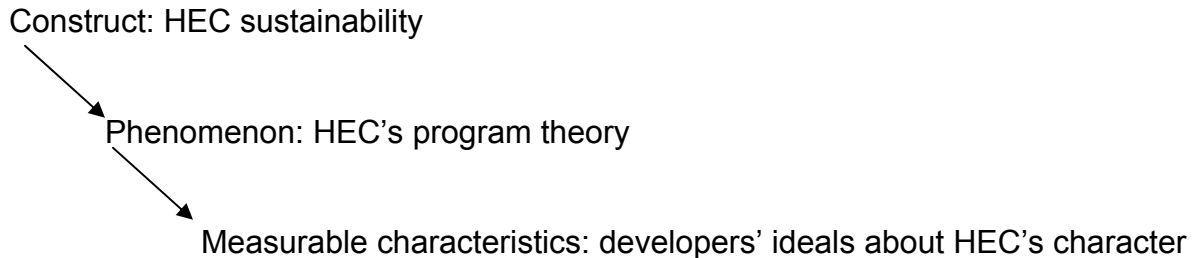 Construct: HEC sustainability
Phenomenon: HEC’s program theory
Measurable characteristics: developers’ ideals about HEC’s character